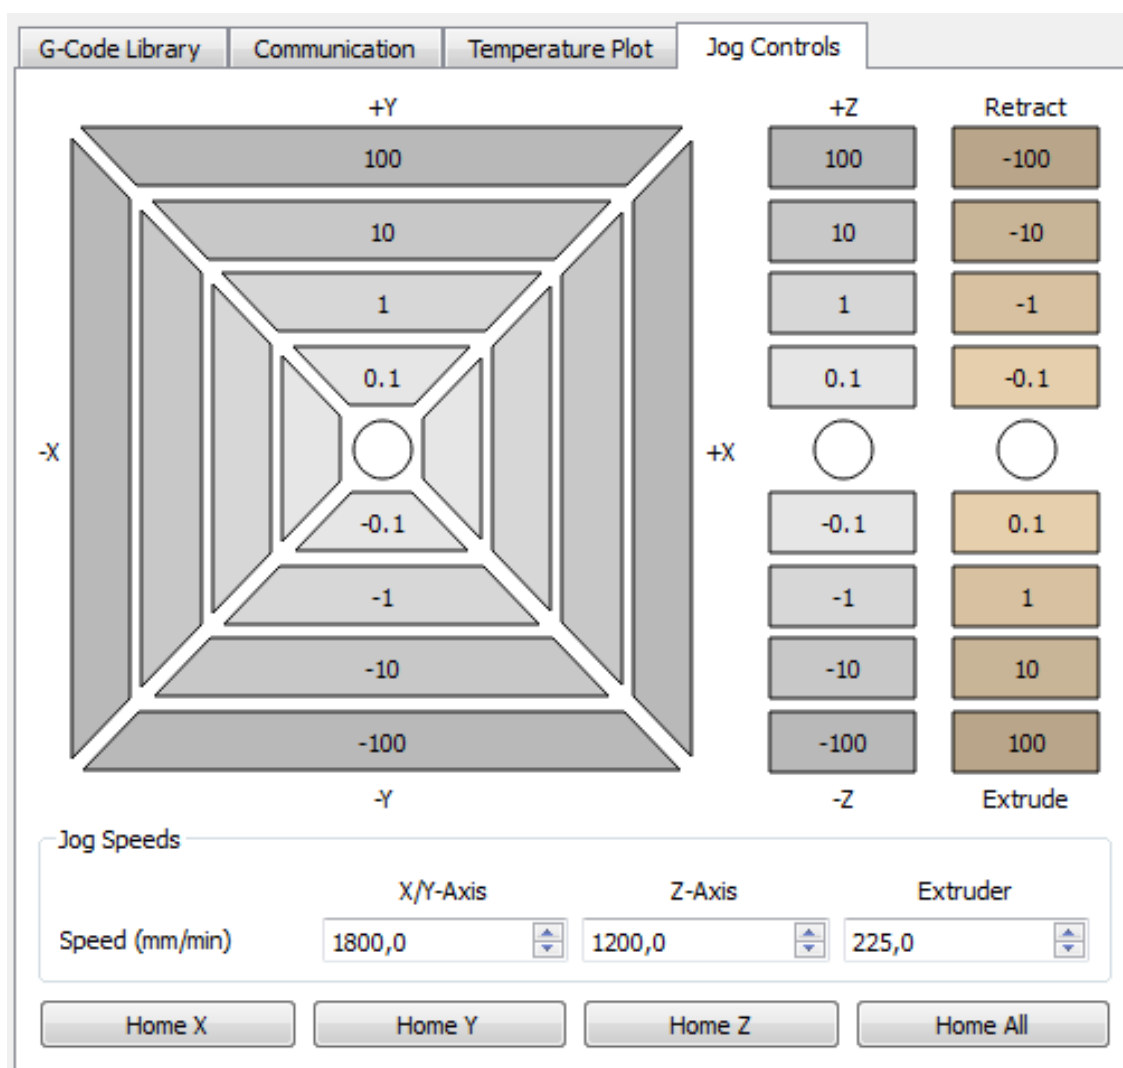 G-Code Library Communication Temperature Plot Jog Controls
+Y +Z Retract
100 100 -100
10 10 -10
1 1 -1
0.1 0.1 -0.1
-X +X
-0.1 -0.1 0.1
-1 -1 1
-10 -10 10
-100 -100 100
-Y -Z Extrude
Jog Speeds
X/Y-Axis Z-Axis Extruder
Speed (mm/min) 1800,0 1200,0 225,0
Home X Home Y Home Z Home All